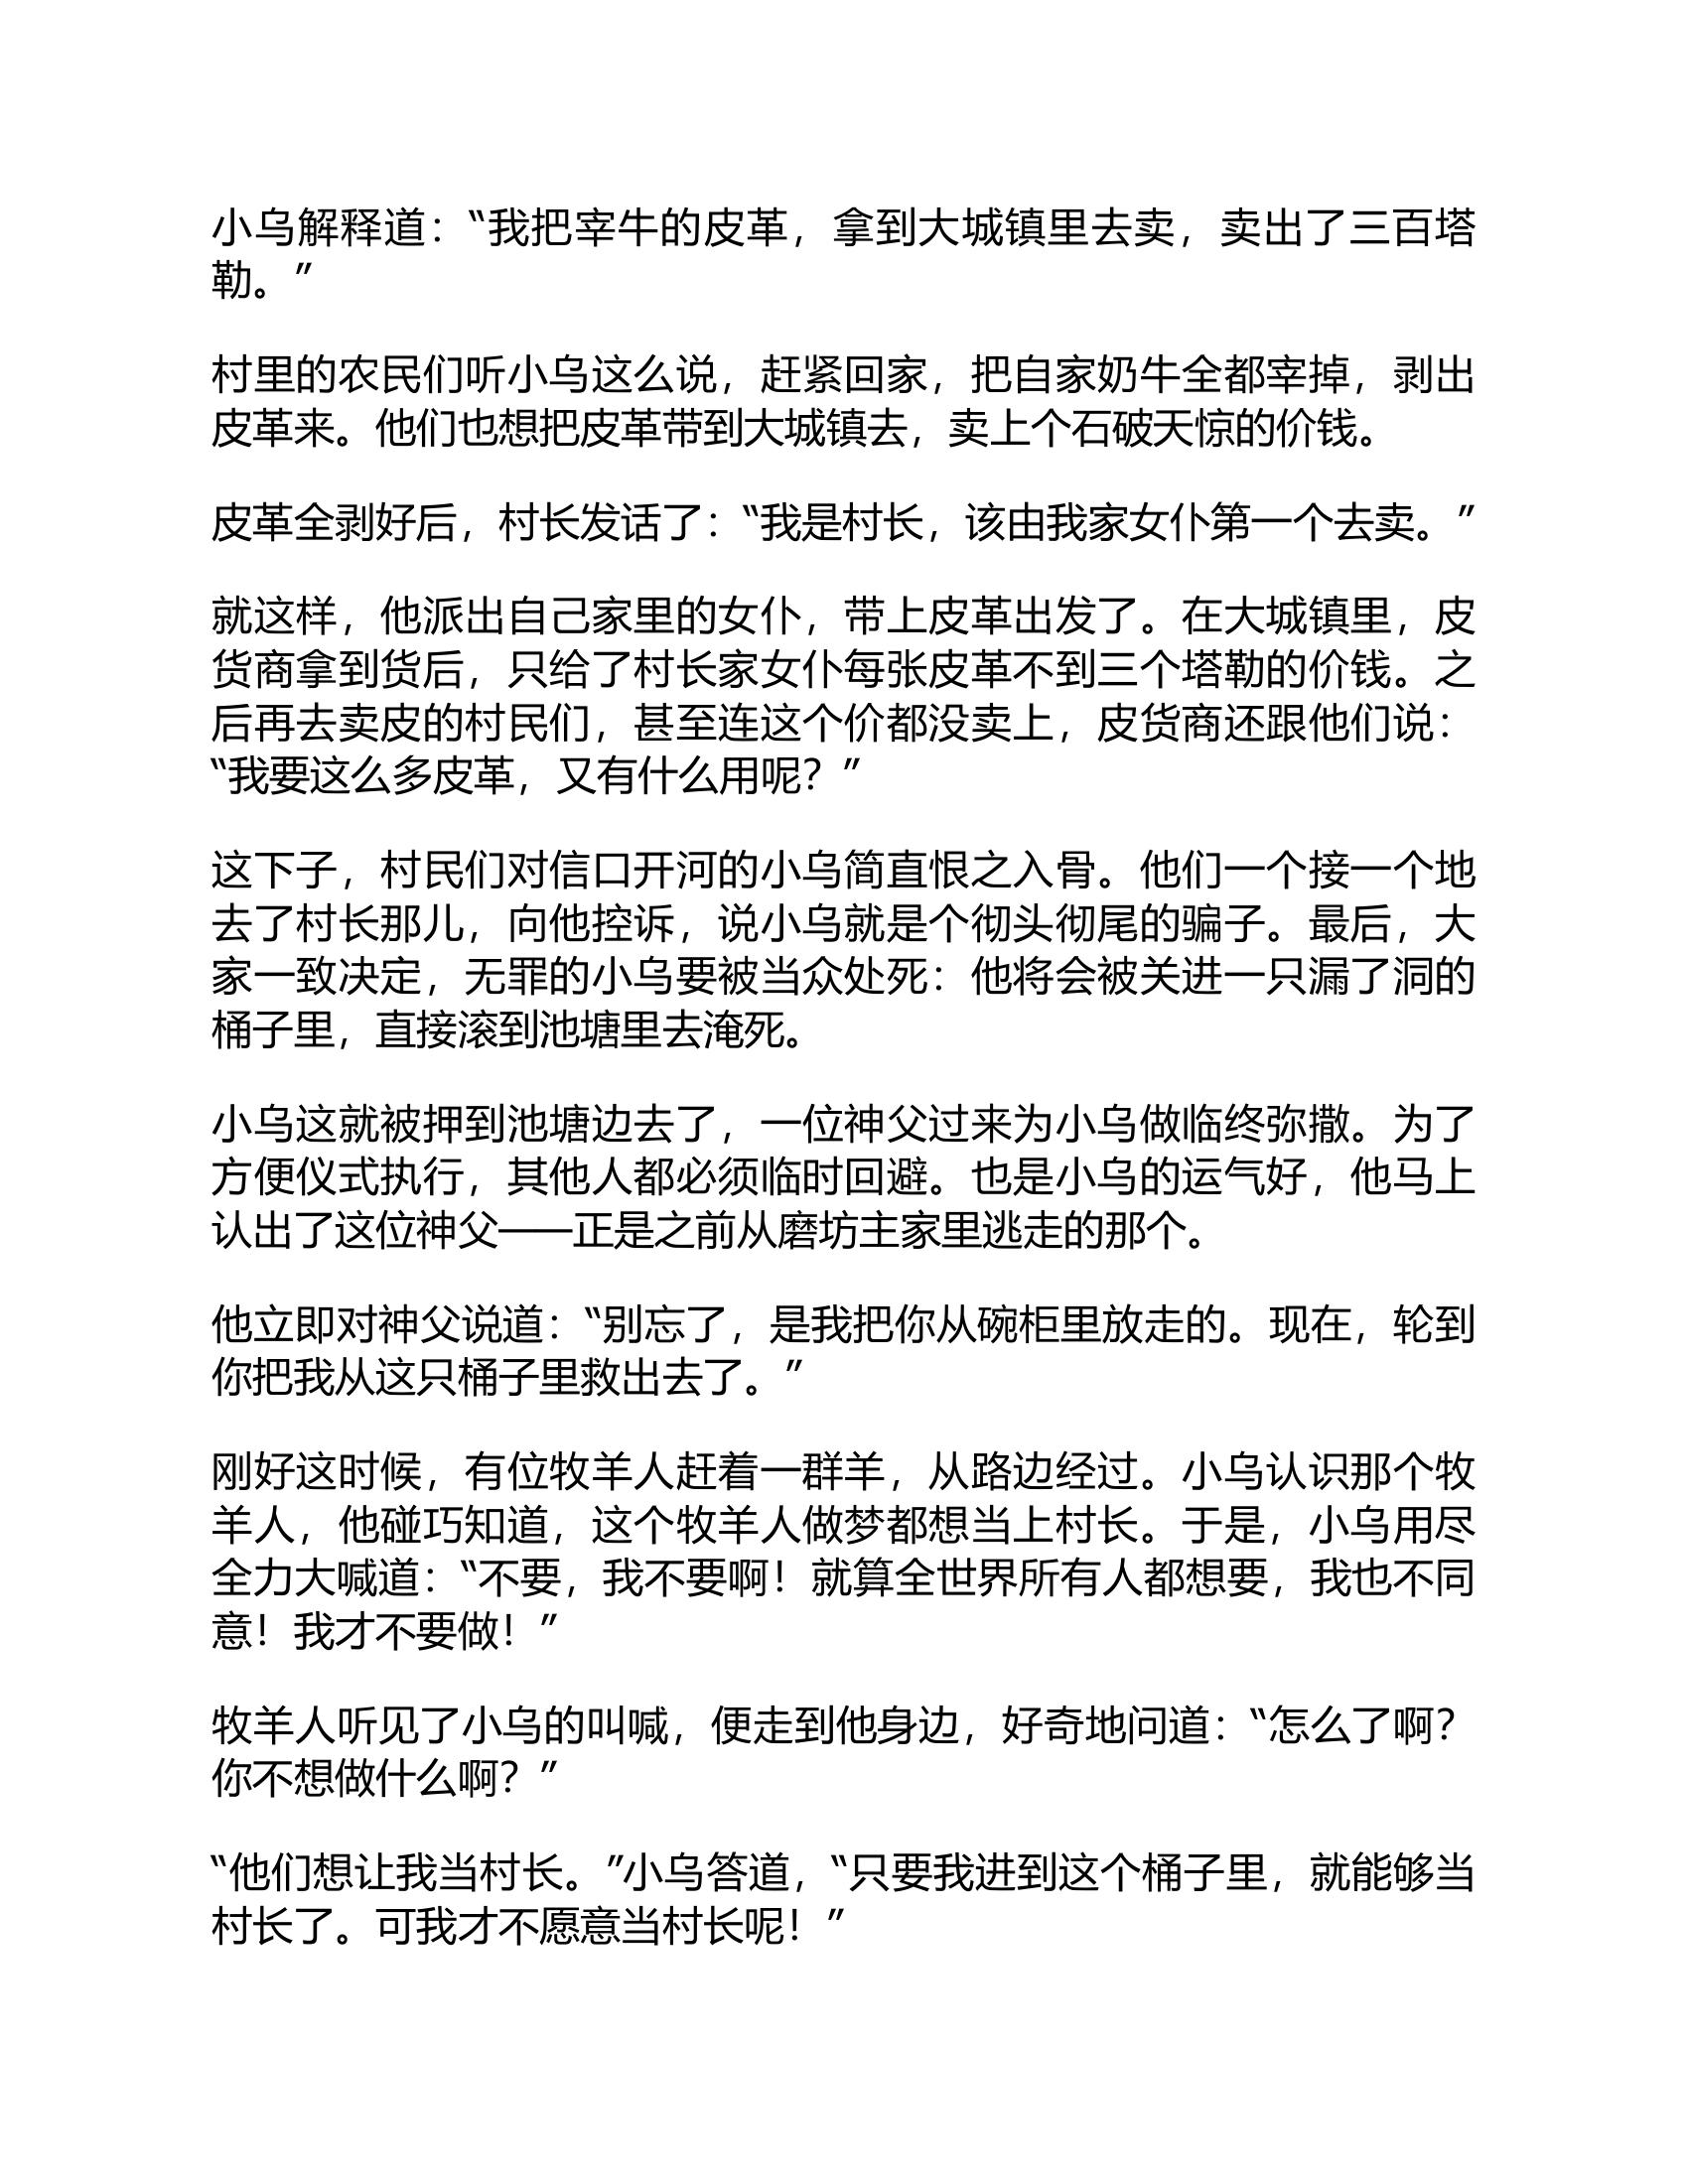 小乌解释道：“我把宰牛的皮革，拿到大城镇里去卖，卖出了三百塔
勒。”
村里的农民们听小乌这么说，赶紧回家，把自家奶牛全都宰掉，剥出
皮革来。他们也想把皮革带到大城镇去，卖上个石破天惊的价钱。
皮革全剥好后，村长发话了：“我是村长，该由我家女仆第一个去卖。”
就这样，他派出自己家里的女仆，带上皮革出发了。在大城镇里，皮
货商拿到货后，只给了村长家女仆每张皮革不到三个塔勒的价钱。之
后再去卖皮的村民们，甚至连这个价都没卖上，皮货商还跟他们说：
“我要这么多皮革，又有什么用呢？”
这下子，村民们对信口开河的小乌简直恨之入骨。他们一个接一个地
去了村长那儿，向他控诉，说小乌就是个彻头彻尾的骗子。最后，大
家一致决定，无罪的小乌要被当众处死：他将会被关进一只漏了洞的
桶子里，直接滚到池塘里去淹死。
小乌这就被押到池塘边去了，一位神父过来为小乌做临终弥撒。为了
方便仪式执行，其他人都必须临时回避。也是小乌的运气好，他马上
认出了这位神父——正是之前从磨坊主家里逃走的那个。
他立即对神父说道：“别忘了，是我把你从碗柜里放走的。现在，轮到
你把我从这只桶子里救出去了。”
刚好这时候，有位牧羊人赶着一群羊，从路边经过。小乌认识那个牧
羊人，他碰巧知道，这个牧羊人做梦都想当上村长。于是，小乌用尽
全力大喊道：“不要，我不要啊！就算全世界所有人都想要，我也不同
意！我才不要做！”
牧羊人听见了小乌的叫喊，便走到他身边，好奇地问道：“怎么了啊？
你不想做什么啊？”
“他们想让我当村长。”小乌答道，“只要我进到这个桶子里，就能够当
村长了。可我才不愿意当村长呢！”